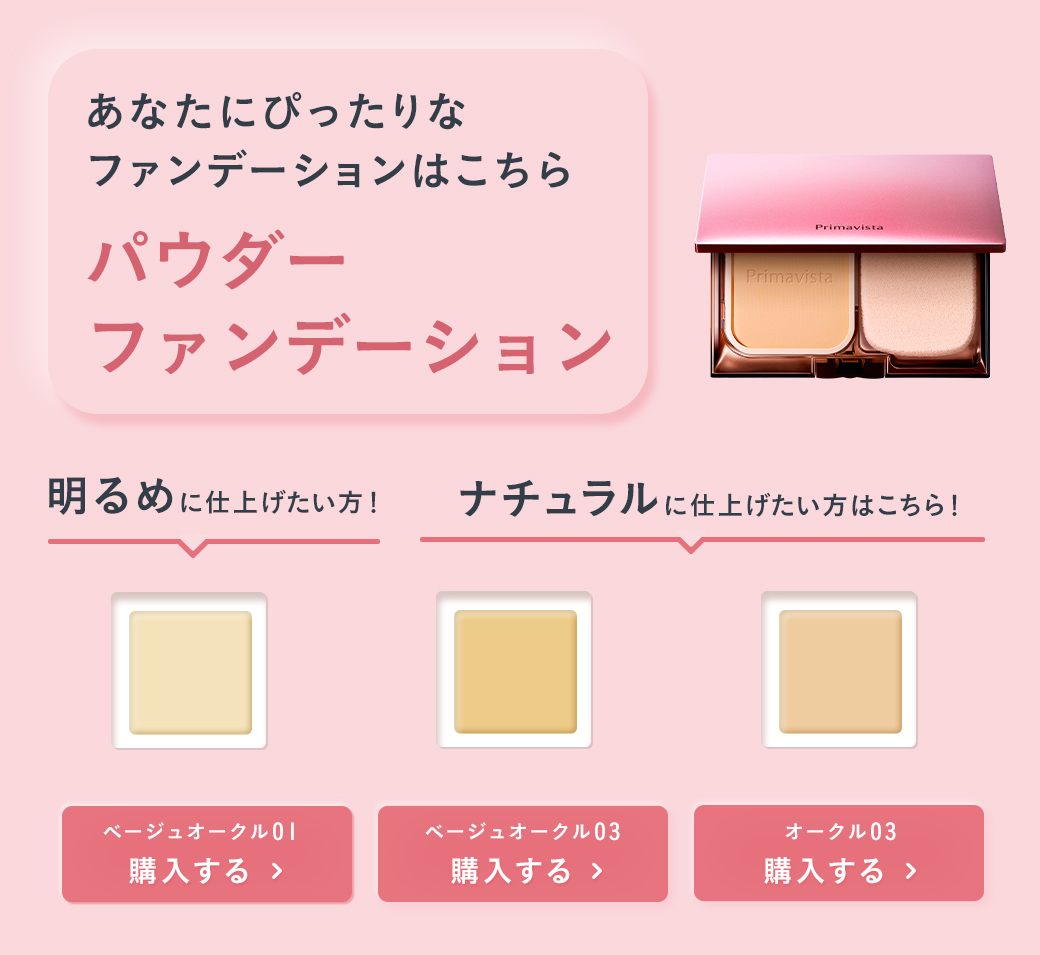 あなたにぴったりな
ファンデーションはこちら
パウダー
ファンデーション
Primavista
Primavista
明るめに仕上げたい方!
ナチュラルに仕上げたい方はこちら!
ベージュオークル01
購入する >
ベージュオークル03
購入する >
オークル03
購入する >